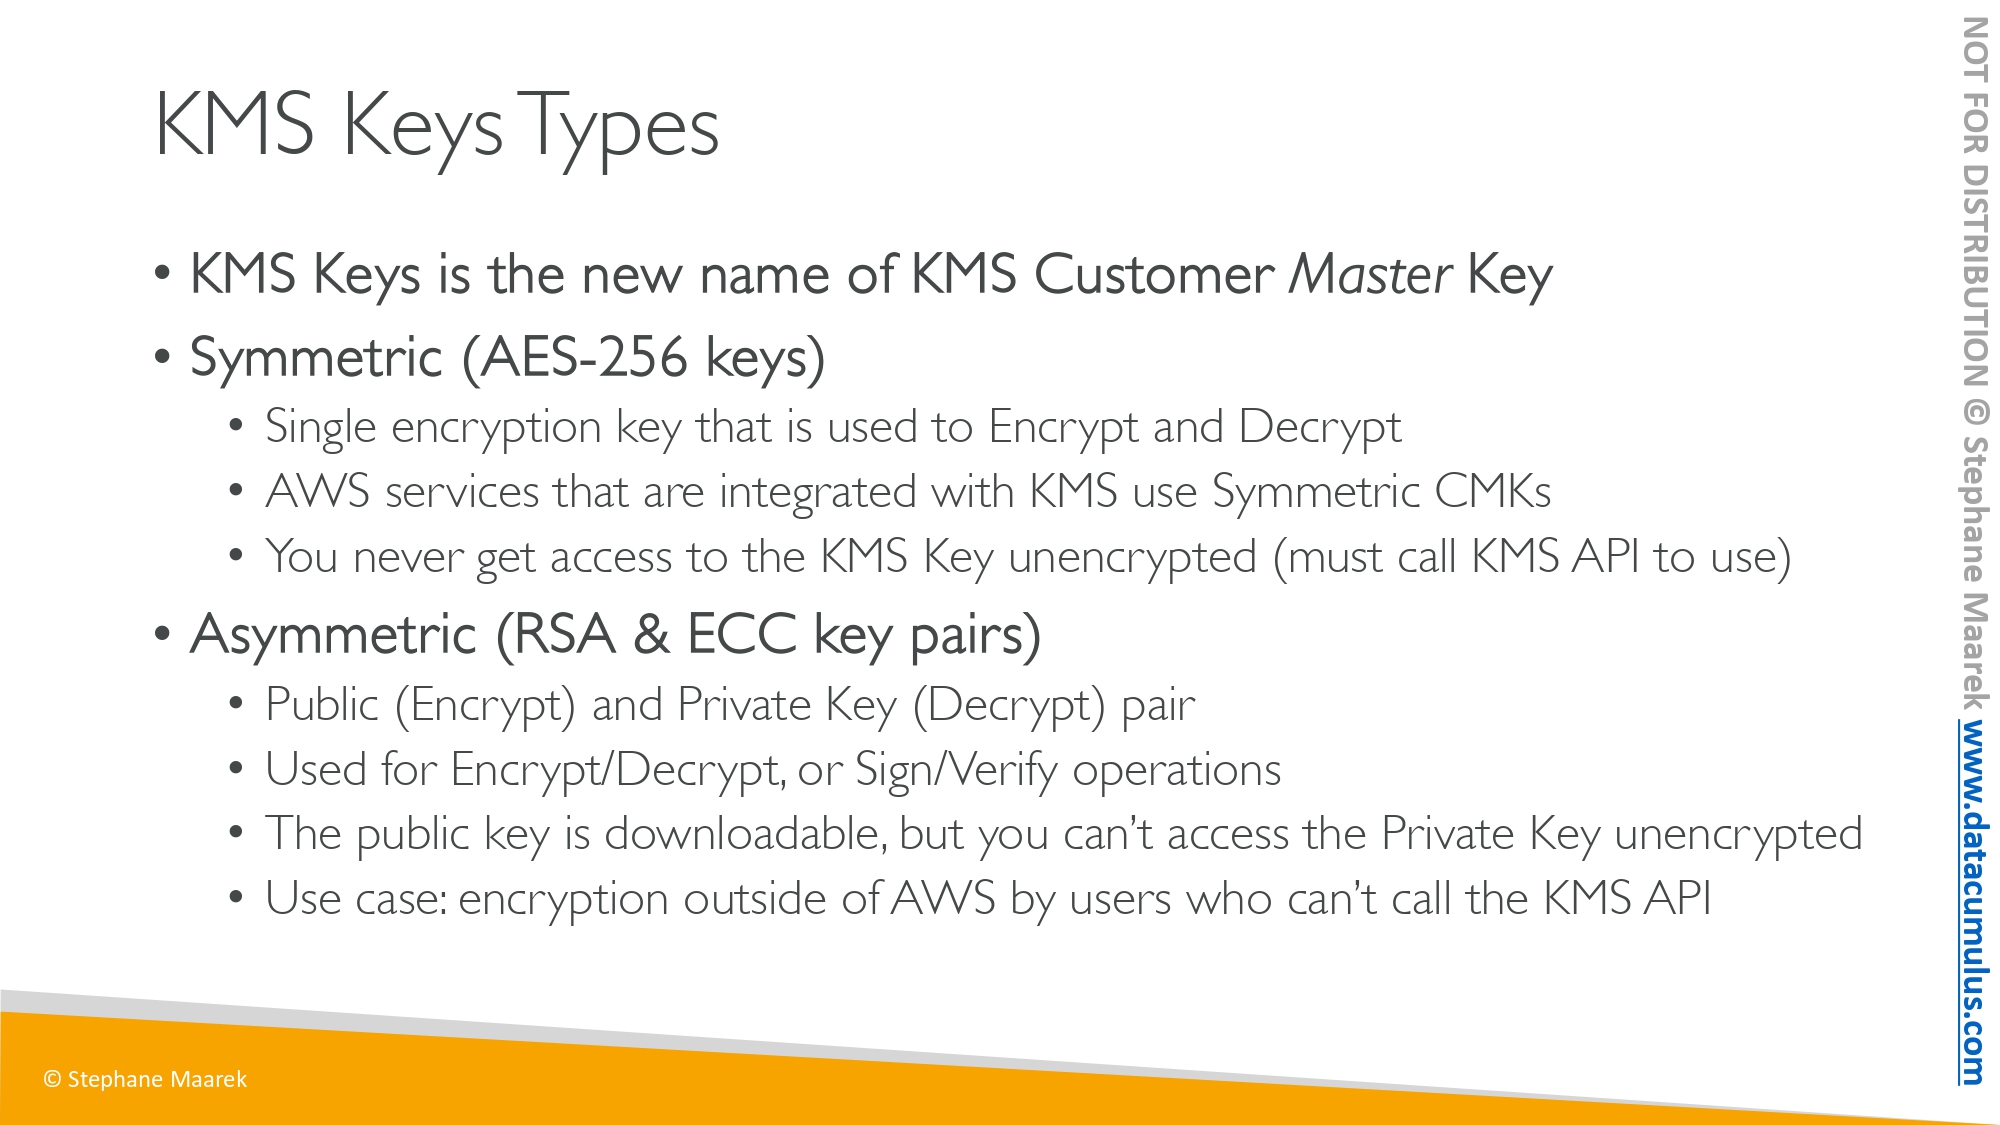 KMS Keys Types
• KMS Keys is the new name of KMS Customer Master Key
• Symmetric (AES-256 keys)
• Single encryption key that is used to Encrypt and Decrypt
• AWS services that are integrated with KMS use Symmetric CMKs
• You never get access to the KMS Key unencrypted (must call KMS API to use)
• Asymmetric (RSA & ECC key pairs)
• Public (Encrypt) and Private Key (Decrypt) pair
• Used for Encrypt/Decrypt, or Sign/Verify operations
• The public key is downloadable, but you can’t access the Private Key unencrypted
• Use case: encryption outside of AWS by users who can’t call the KMS API
© Stephane Maarek
NOT FOR DISTRIBUTION © Stephane Maarek www.datacumulus.com